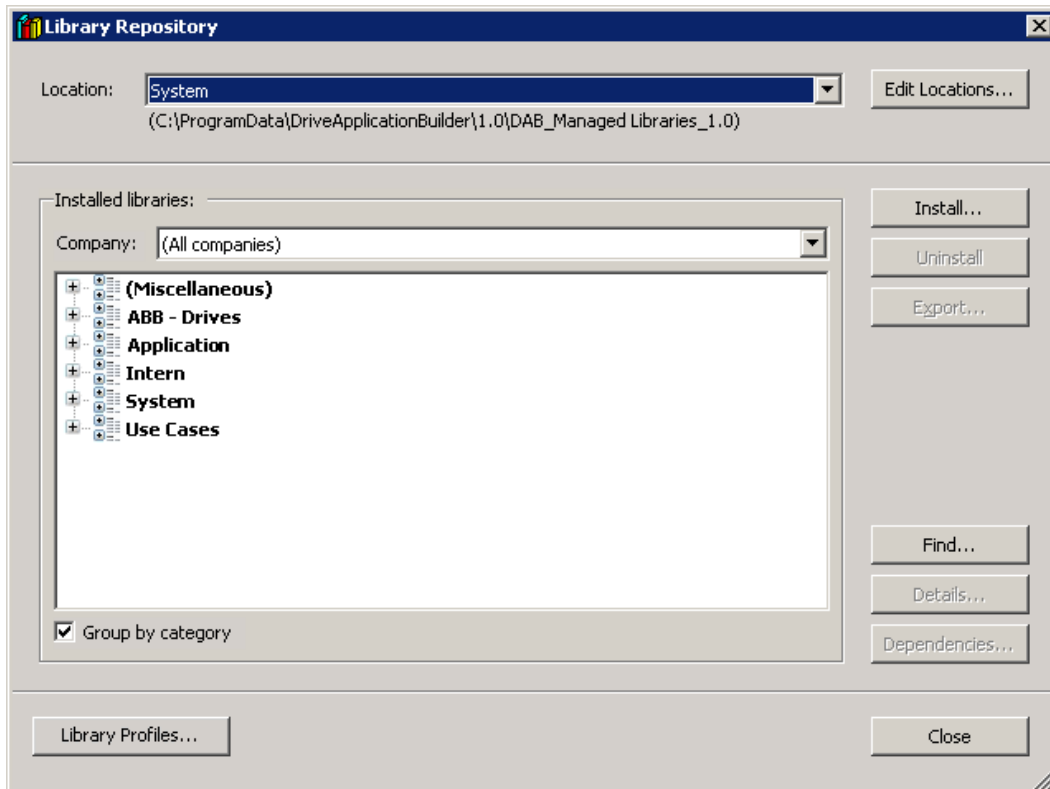 Library Repository
Location: System Edit Locations...
(C:\ProgramData\DriveApplicationBuilder\1.0\DAB_Managed Libraries_1.0)
Installed libraries:
Install...
Company: (All companies)
Uninstall
(Miscellaneous)
Export...
ABB - Drives
Application
Intern
System
Use Cases
Find...
Details...
Group by category
Dependencies...
Library Profiles... Close